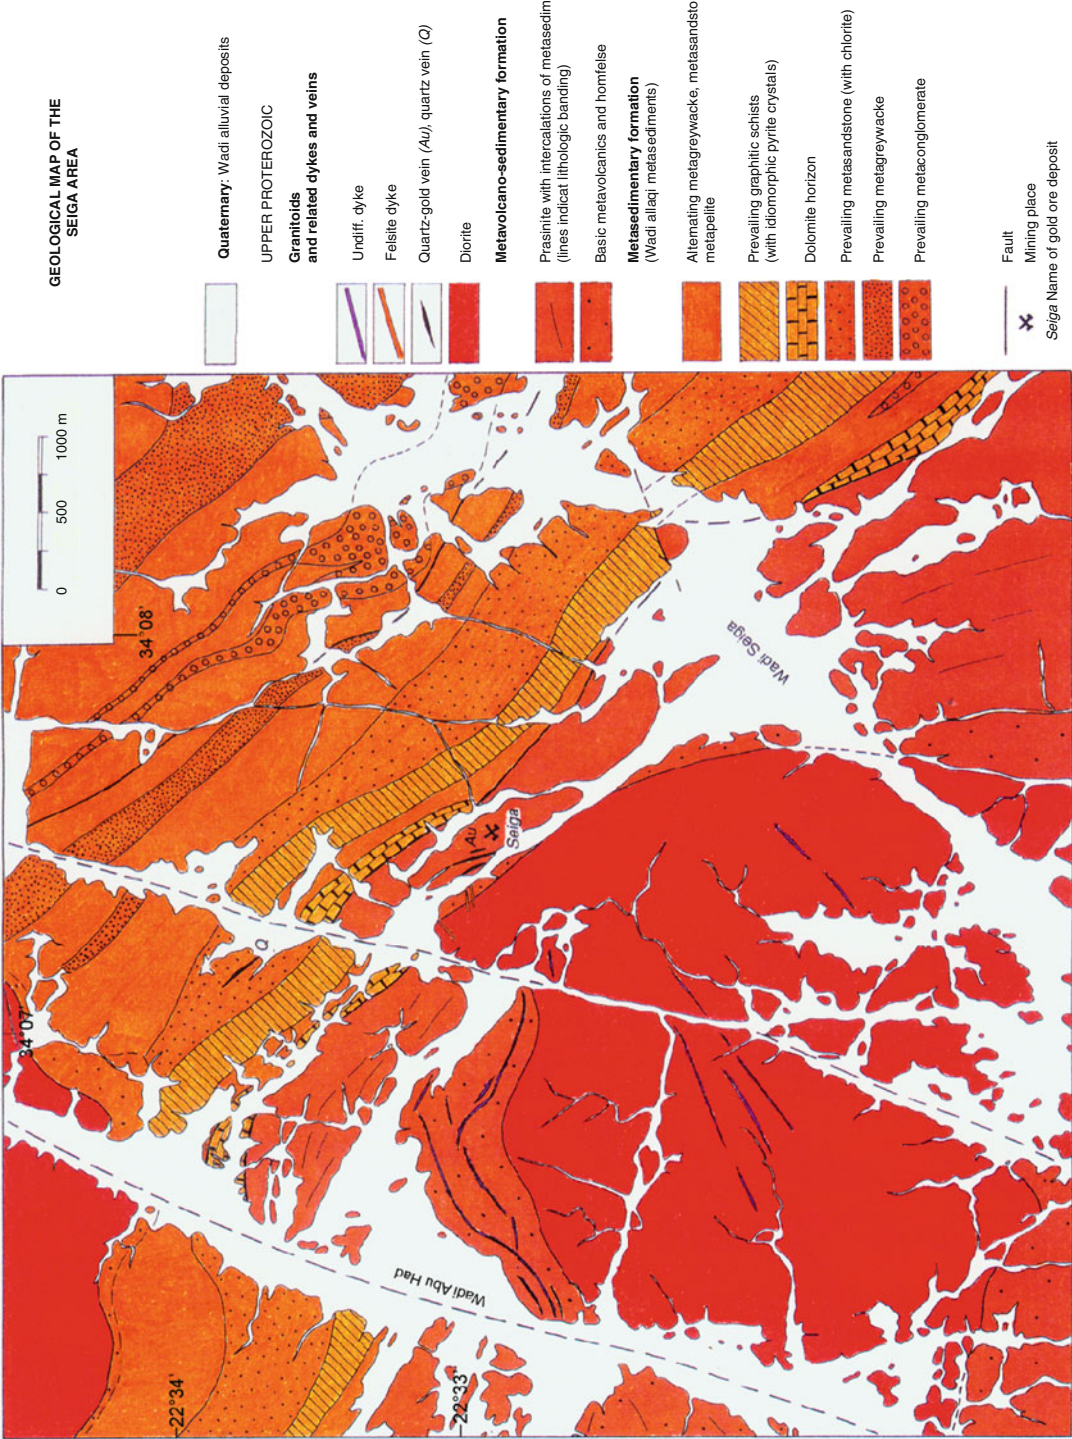 GEOLOGICAL MAP OF THE
SEIGA AREA
Quaternary: Wadi alluvial deposits
UPPER PROTEROZOIC
Granitoids
and related dykes and veins
Undiff. dyke
Felsite dyke
Quartz-gold vein (Au), quartz vein (Q)
Diorite
Metavolcano-sedimentary formation
Prasinite with intercalations of metasedim
(lines indicat lithologic banding)
Basic metavolcanics and homfelse
Metasedimentary formation
(Wadi allaqi metasediments)
Alternating metagreywacke, metasandsto
metapelite
Prevailing graphitic schists
(with idiomorphic pyrite crystals)
Dolomite horizon
Prevailing metasandstone (with chlorite)
Prevailing metagreywacke
Prevailing metaconglomerate
Fault
Mining place
Seiga Name of gold ore deposit
0 500 1000 m
34°08'
34°07'
22°34'
22°33'
Q
Au
Seiga
Wadi Seiga
Wadi Abu Had